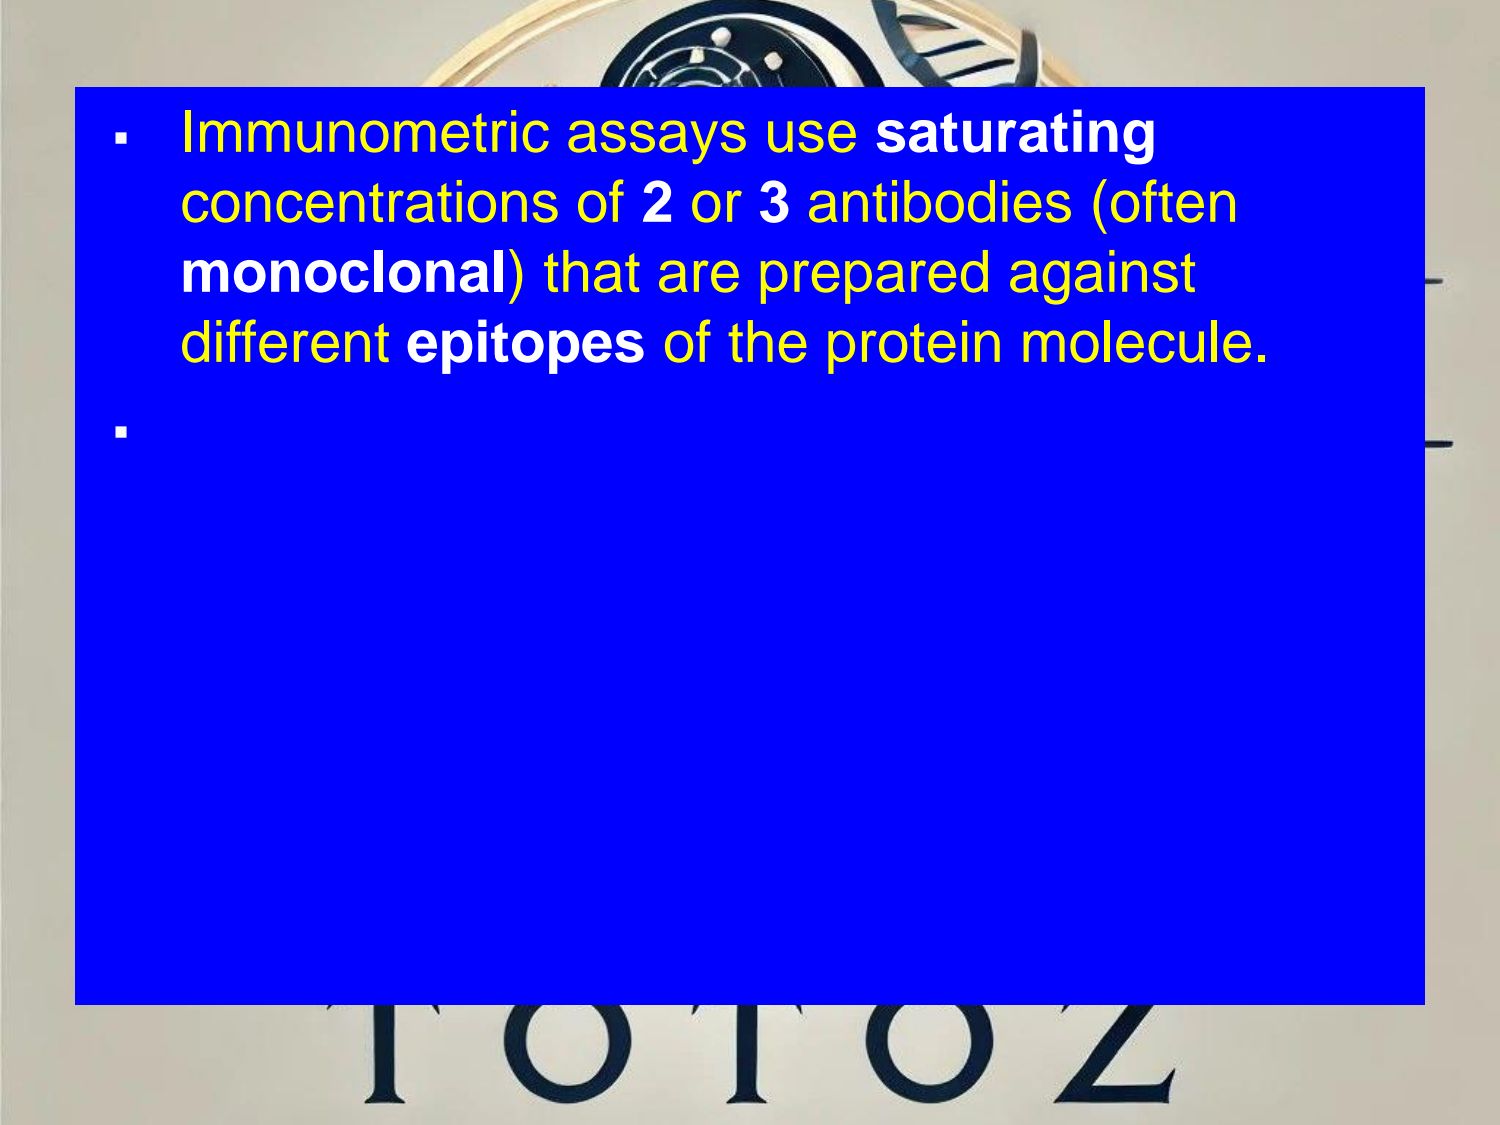 ▪ Immunometric assays use saturating
concentrations of 2 or 3 antibodies (often
monoclonal) that are prepared against
different epitopes of the protein molecule.
▪
TOTOZ